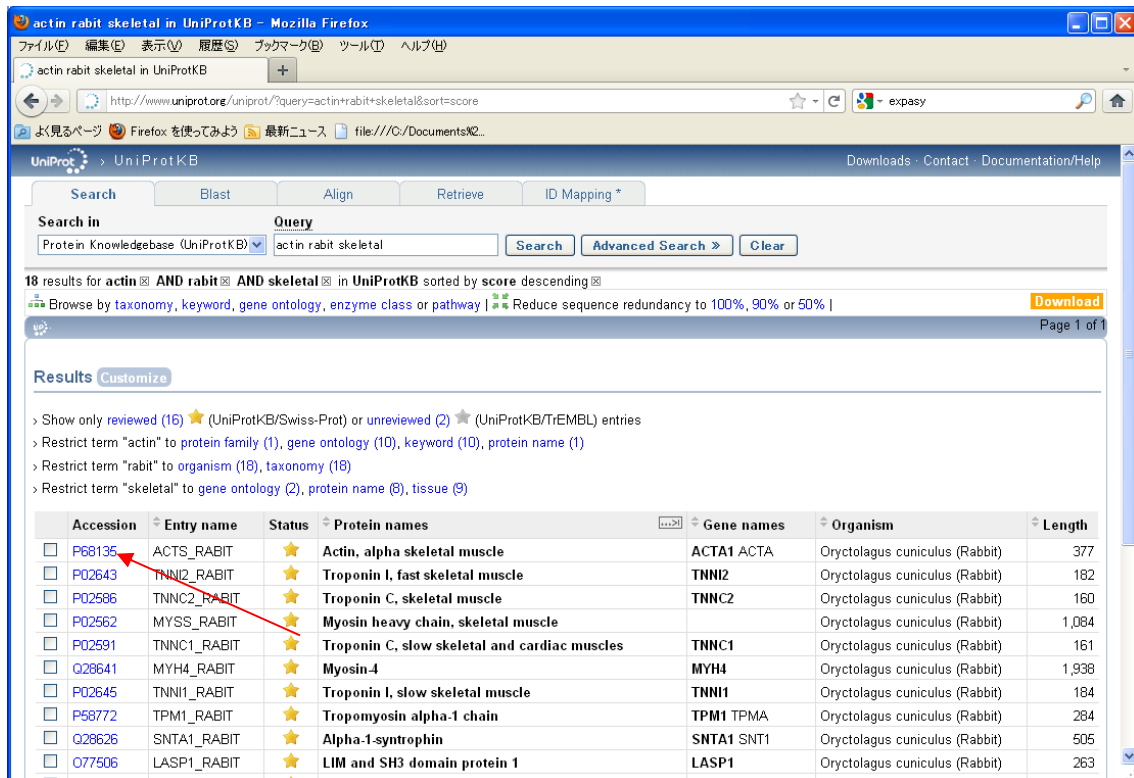 actin rabit skeletal in UniProtKB - Mozilla Firefox
ファイル(F) 編集(E) 表示(V) 履歴(S) ブックマーク(B) ツール(T) ヘルプ(H)
actin rabit skeletal in UniProtKB +
http://www.uniprot.org/uniprot/?query=actin+rabit+skeletal&sort=score expasy
よく見るページ Firefox を使ってみよう 最新ニュース file:///C:/Documents%2...
UniProt › UniProtKB Downloads · Contact · Documentation/Help
Search Blast Align Retrieve ID Mapping *
Search in Query
Protein Knowledgebase (UniProtKB) actin rabit skeletal Search Advanced Search » Clear
18 results for actin AND rabit AND skeletal in UniProtKB sorted by score descending
Browse by taxonomy, keyword, gene ontology, enzyme class or pathway | Reduce sequence redundancy to 100%, 90% or 50% | Download
Page 1 of 1
Results Customize
› Show only reviewed (16) (UniProtKB/Swiss-Prot) or unreviewed (2) (UniProtKB/TrEMBL) entries
› Restrict term "actin" to protein family (1), gene ontology (10), keyword (10), protein name (1)
› Restrict term "rabit" to organism (18), taxonomy (18)
› Restrict term "skeletal" to gene ontology (2), protein name (8), tissue (9)
Accession Entry name Status Protein names Gene names Organism Length
P68135 ACTS_RABIT Actin, alpha skeletal muscle ACTA1 ACTA Oryctolagus cuniculus (Rabbit) 377
P02643 TNNI2_RABIT Troponin I, fast skeletal muscle TNNI2 Oryctolagus cuniculus (Rabbit) 182
P02586 TNNC2_RABIT Troponin C, skeletal muscle TNNC2 Oryctolagus cuniculus (Rabbit) 160
P02562 MYSS_RABIT Myosin heavy chain, skeletal muscle Oryctolagus cuniculus (Rabbit) 1,084
P02591 TNNC1_RABIT Troponin C, slow skeletal and cardiac muscles TNNC1 Oryctolagus cuniculus (Rabbit) 161
Q28641 MYH4_RABIT Myosin-4 MYH4 Oryctolagus cuniculus (Rabbit) 1,938
P02645 TNNI1_RABIT Troponin I, slow skeletal muscle TNNI1 Oryctolagus cuniculus (Rabbit) 184
P58772 TPM1_RABIT Tropomyosin alpha-1 chain TPM1 TPMA Oryctolagus cuniculus (Rabbit) 284
Q28626 SNTA1_RABIT Alpha-1-syntrophin SNTA1 SNT1 Oryctolagus cuniculus (Rabbit) 505
O77506 LASP1_RABIT LIM and SH3 domain protein 1 LASP1 Oryctolagus cuniculus (Rabbit) 263